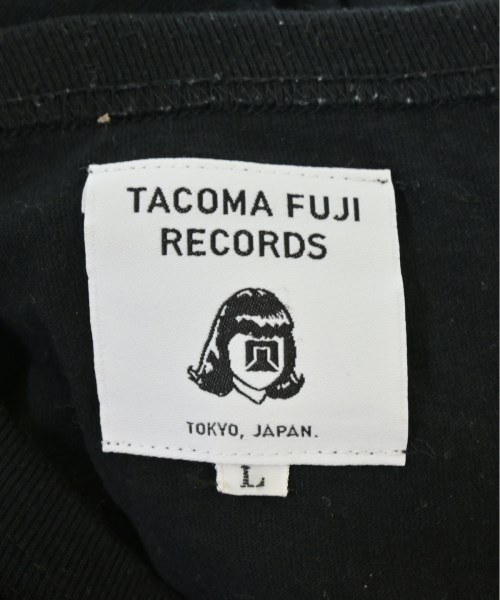 TACOMA FUJI
RECORDS
TOKYO, JAPAN.
L